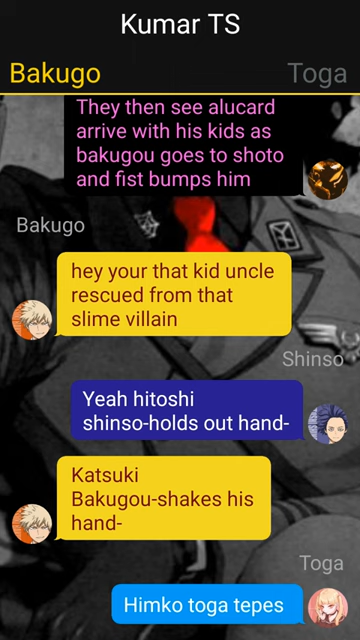 Kumar TS
Bakugo
Toga
They then see alucard
arrive with his kids as
bakugou goes to shoto
and fist bumps him
Bakugo
hey your that kid uncle
rescued from that
slime villain
Shinso
Yeah hitoshi
shinso-holds out hand-
Katsuki
Bakugou-shakes his
hand-
Toga
Himko toga tepes